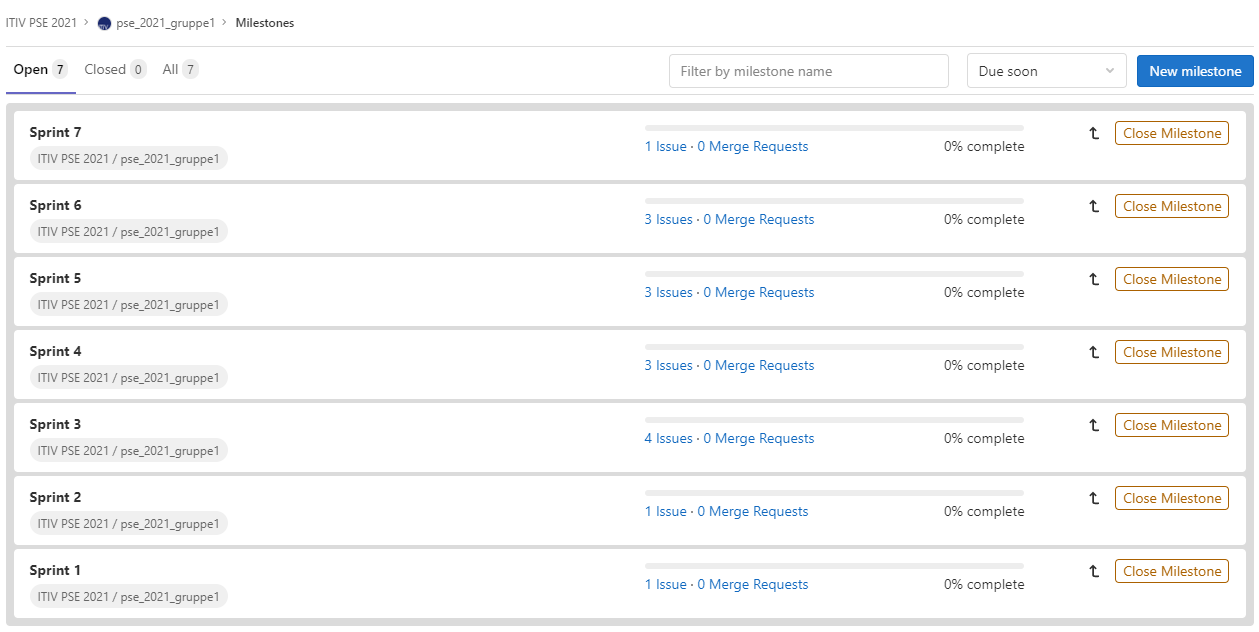 ITIV PSE 2021 > pse_2021_gruppe1 > Milestones
Open 7 Closed 0 All 7 Filter by milestone name Due soon New milestone
Sprint 7
1 Issue · 0 Merge Requests 0% complete Close Milestone
ITIV PSE 2021 / pse_2021_gruppe1
Sprint 6
3 Issues · 0 Merge Requests 0% complete Close Milestone
ITIV PSE 2021 / pse_2021_gruppe1
Sprint 5
3 Issues · 0 Merge Requests 0% complete Close Milestone
ITIV PSE 2021 / pse_2021_gruppe1
Sprint 4
3 Issues · 0 Merge Requests 0% complete Close Milestone
ITIV PSE 2021 / pse_2021_gruppe1
Sprint 3
4 Issues · 0 Merge Requests 0% complete Close Milestone
ITIV PSE 2021 / pse_2021_gruppe1
Sprint 2
1 Issue · 0 Merge Requests 0% complete Close Milestone
ITIV PSE 2021 / pse_2021_gruppe1
Sprint 1
1 Issue · 0 Merge Requests 0% complete Close Milestone
ITIV PSE 2021 / pse_2021_gruppe1